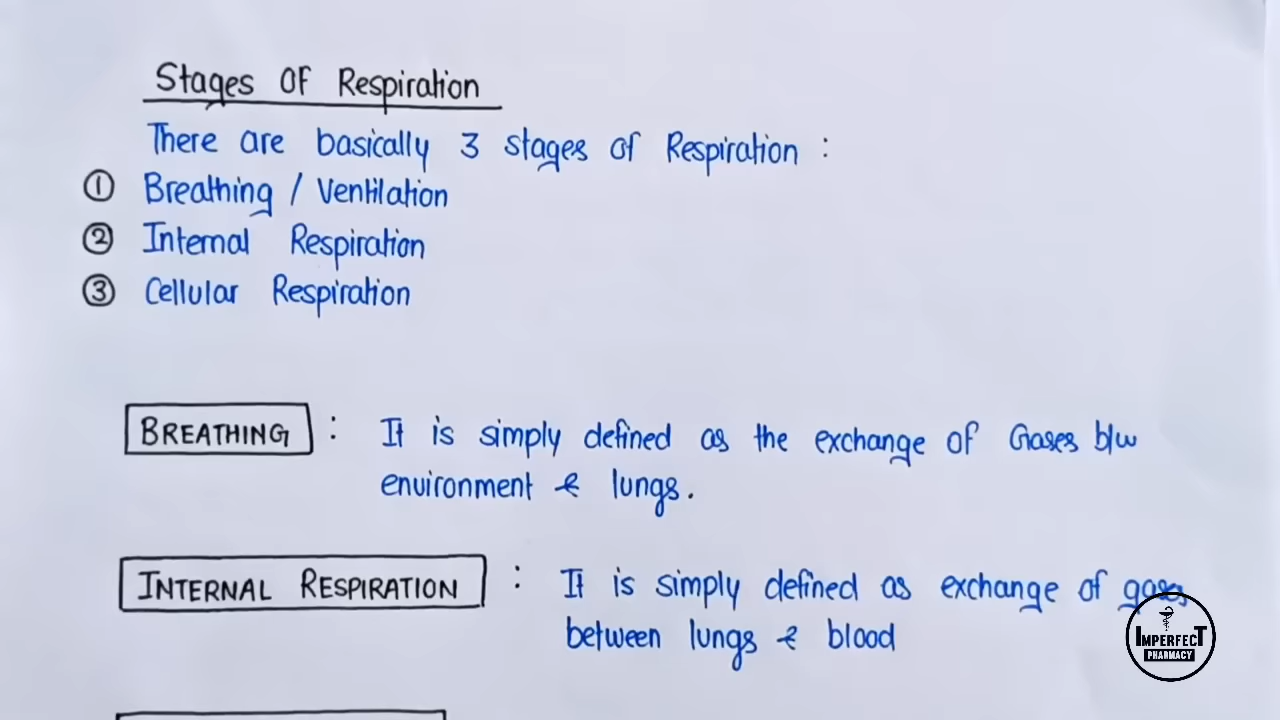 Stages Of Respiration
There are basically 3 stages of Respiration :
① Breathing / Ventilation
② Internal Respiration
③ Cellular Respiration
BREATHING : It is simply defined as the exchange of Gases b/w
environment & lungs.
INTERNAL RESPIRATION : It is simply defined as exchange of gases
between lungs & blood
IMPERFECT
PHARMACY